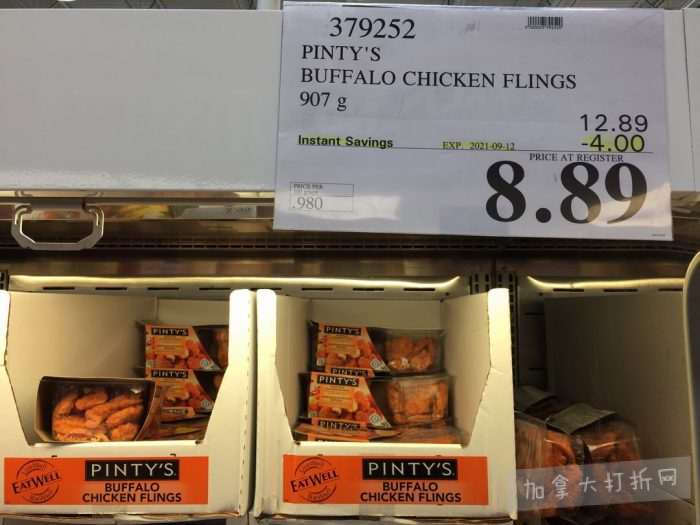 379252
PINTY'S
BUFFALO CHICKEN FLINGS
907 g
12.89
Instant Savings EXP. 2021-09-12 -4.00
PRICE AT REGISTER
8.89
PRICE PER
.980
PINTY'S
PINTY'S
PINTY'S
EATWELL
PINTY'S
BUFFALO
CHICKEN FLINGS
EATWELL
PINTY'S
BUFFALO
CHICKEN FLINGS
加拿大打折网